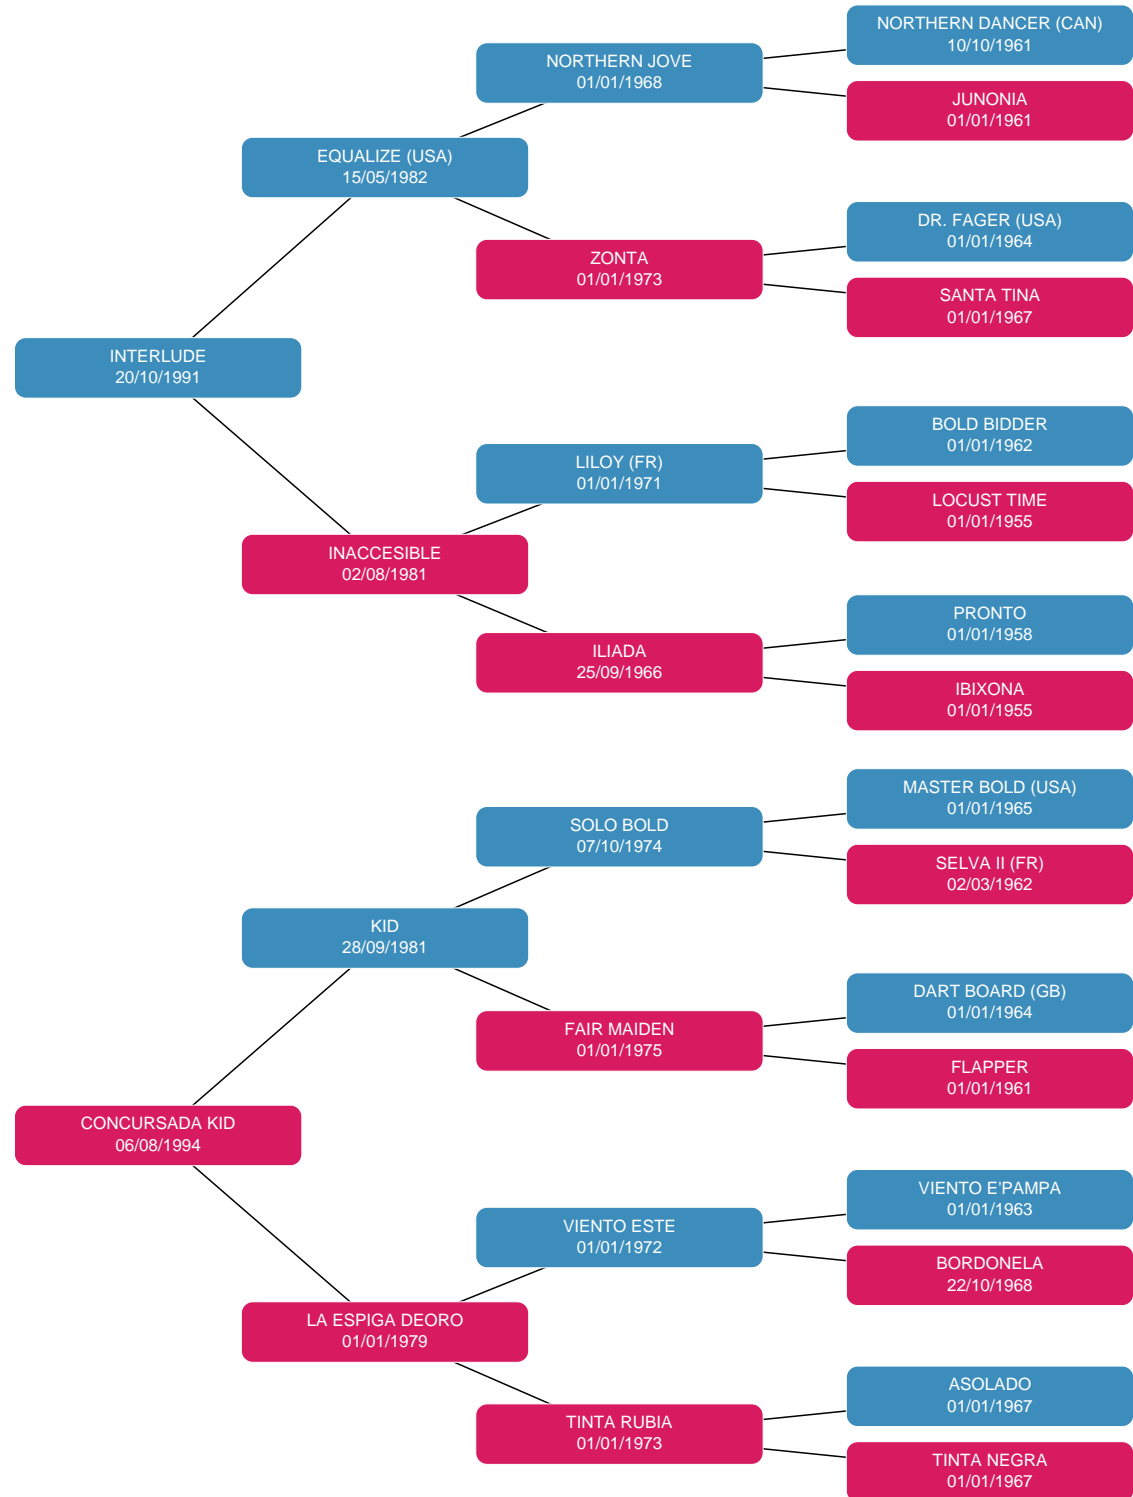 NORTHERN DANCER (CAN)
10/10/1961
NORTHERN JOVE
01/01/1968
JUNONIA
01/01/1961
EQUALIZE (USA)
15/05/1982
DR. FAGER (USA)
01/01/1964
ZONTA
01/01/1973
SANTA TINA
01/01/1967
INTERLUDE
20/10/1991
BOLD BIDDER
01/01/1962
LILOY (FR)
01/01/1971
LOCUST TIME
01/01/1955
INACCESIBLE
02/08/1981
PRONTO
01/01/1958
ILIADA
25/09/1966
IBIXONA
01/01/1955
MASTER BOLD (USA)
01/01/1965
SOLO BOLD
07/10/1974
SELVA II (FR)
02/03/1962
KID
28/09/1981
DART BOARD (GB)
01/01/1964
FAIR MAIDEN
01/01/1975
FLAPPER
01/01/1961
CONCURSADA KID
06/08/1994
VIENTO E'PAMPA
01/01/1963
VIENTO ESTE
01/01/1972
BORDONELA
22/10/1968
LA ESPIGA DEORO
01/01/1979
ASOLADO
01/01/1967
TINTA RUBIA
01/01/1973
TINTA NEGRA
01/01/1967